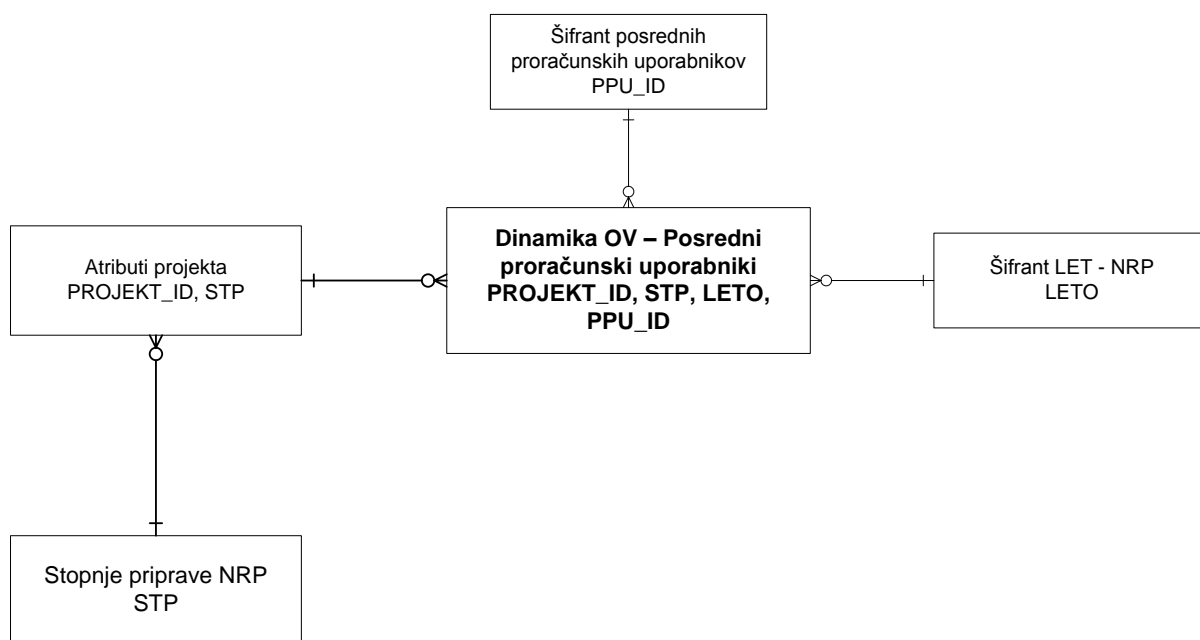 Šifrant posrednih
proračunskih uporabnikov
PPU_ID
Atributi projekta
PROJEKT_ID, STP
Dinamika OV – Posredni
proračunski uporabniki
PROJEKT_ID, STP, LETO,
PPU_ID
Šifrant LET - NRP
LETO
Stopnje priprave NRP
STP